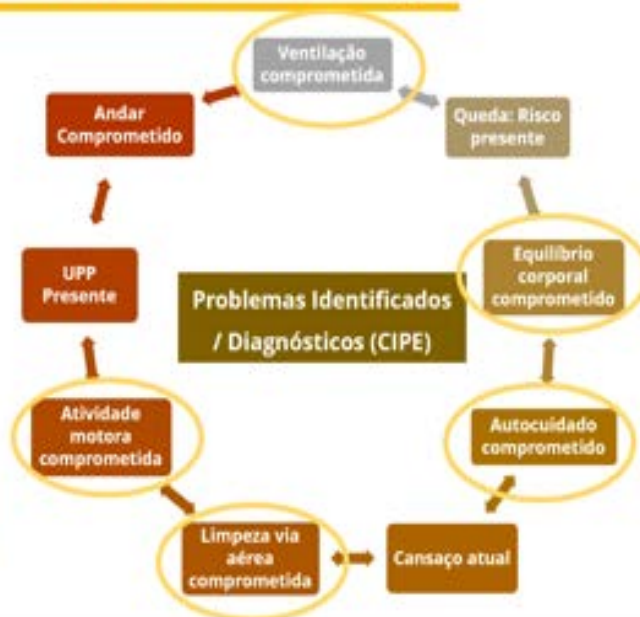 Ventilação
comprometida
Queda: Risco
presente
Equilíbrio
corporal
comprometido
Autocuidado
comprometido
Cansaço atual
Limpeza via
aérea
comprometida
Atividade
motora
comprometida
UPP
Presente
Andar
Comprometido
Problemas Identificados
/ Diagnósticos (CIPE)